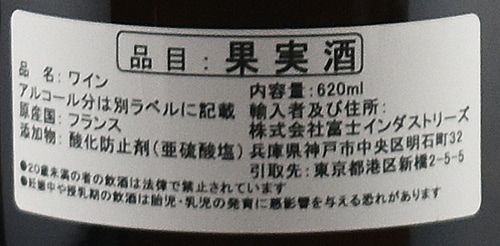 品目：果実酒
品 名：ワイン
アルコール分は別ラベルに記載
原産国：フランス
添加物：酸化防止剤（亜硫酸塩）
内容量：620ml
輸入者及び住所：
株式会社富士インダストリーズ
兵庫県神戸市中央区明石町32
引取先：東京都港区新橋2-5-5
●20歳未満の者の飲酒は法律で禁止されています
●妊娠中や授乳期の飲酒は胎児・乳児の発育に悪影響を与える恐れがあります